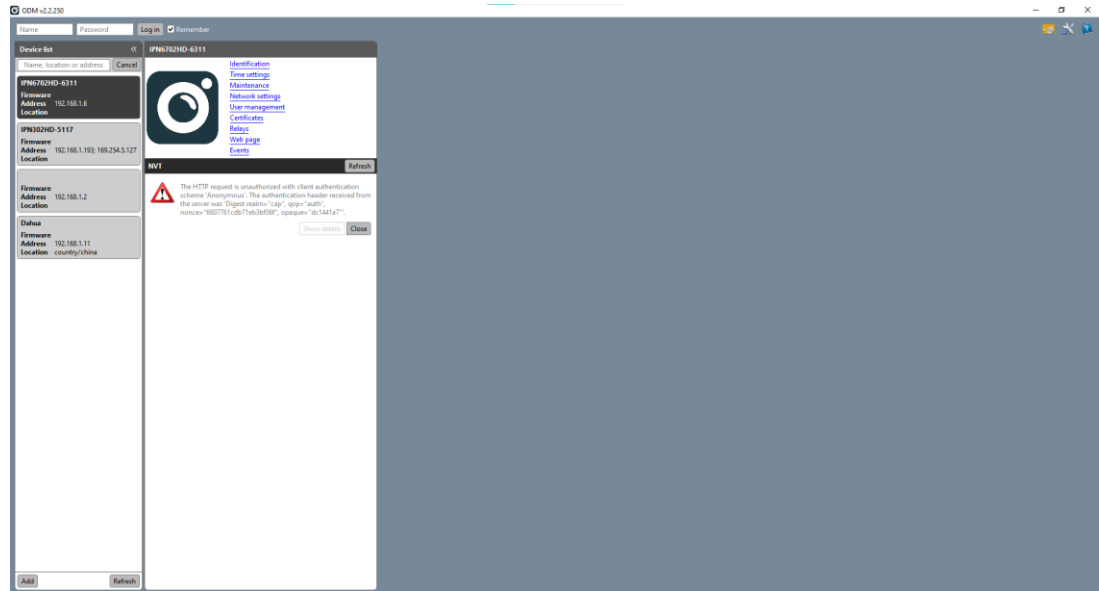 ODM v2.2.250
Name Password Log in Remember
Device list
Name, location or address Cancel
IPN6702HD-6311
Firmware
Address 192.168.1.6
Location
IPN302HD-5117
Firmware
Address 192.168.1.193; 169.254.5.127
Location
Firmware
Address 192.168.1.2
Location
Dahua
Firmware
Address 192.168.1.11
Location country/china
Add Refresh
IPN6702HD-6311
Identification
Time settings
Maintenance
Network settings
User management
Certificates
Relays
Web page
Events
NVT Refresh
The HTTP request is unauthorized with client authentication
scheme 'Anonymous'. The authentication header received from
the server was 'Digest realm="cap", qop="auth",
nonce="6807761cdb71eb3bf08f", opaque="dc1441a7"'.
Show details Close